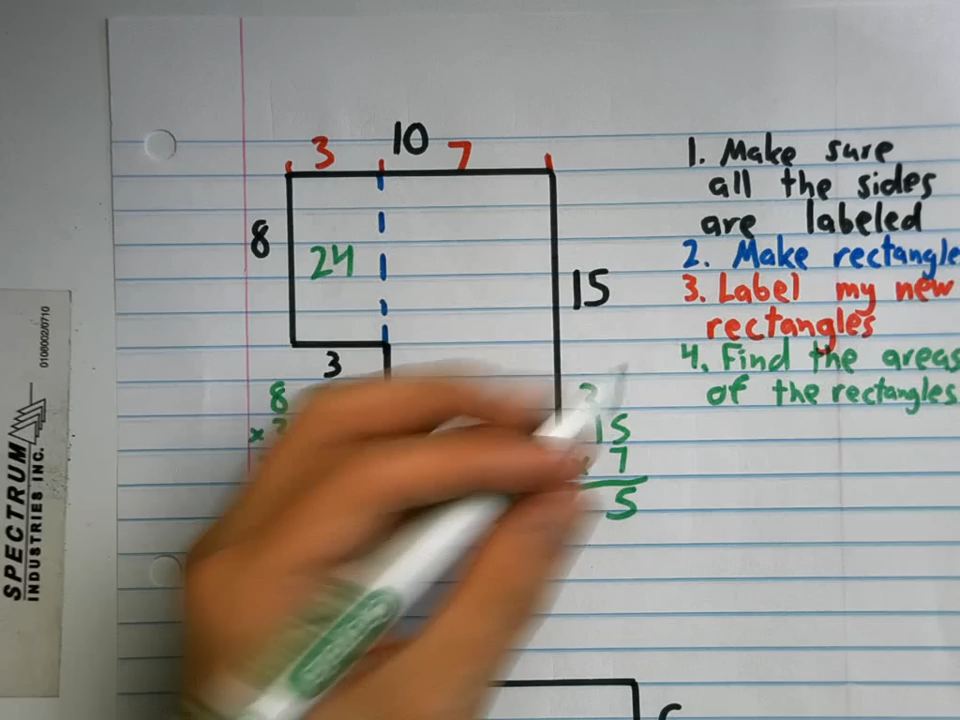 3 10 7
8
24
15
3
8
x
3
15
7
5
1. Make sure
all the sides
are labeled
2. Make rectangle
3. Label my new
rectangles
4. Find the areas
of the rectangles
SPECTRUM
INDUSTRIES INC.
0108002/0710